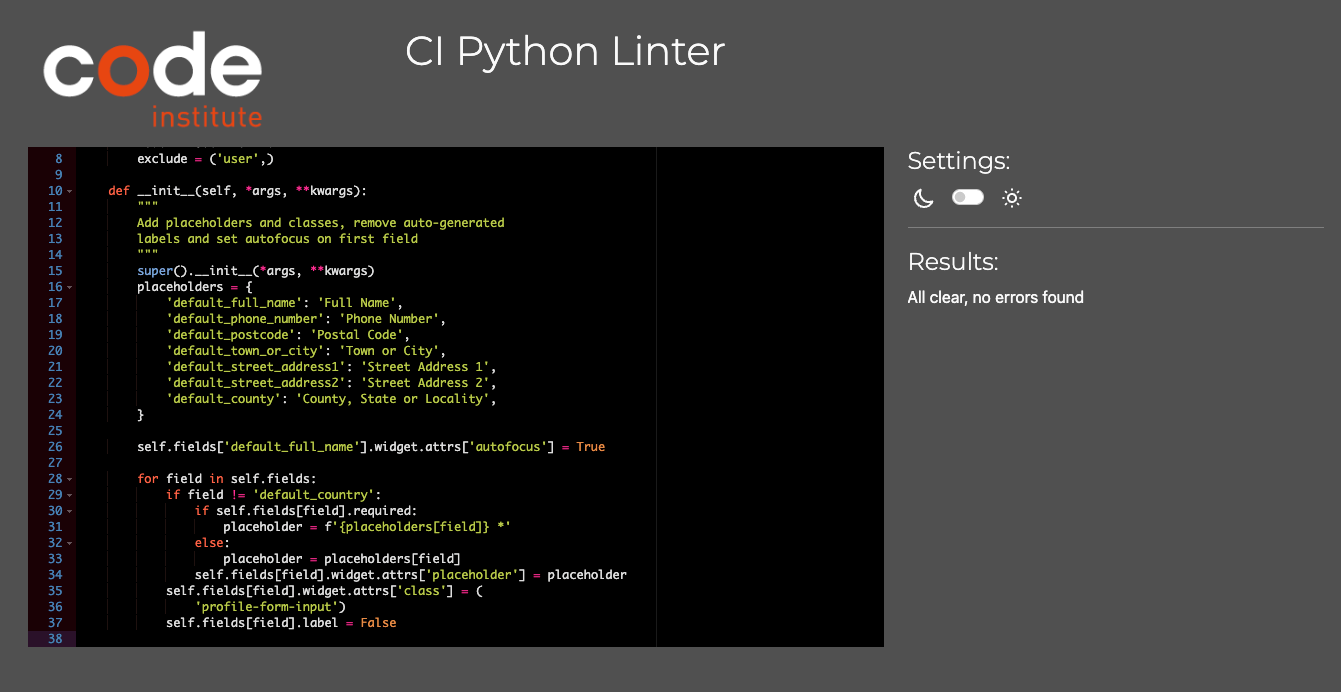 code
institute
CI Python Linter
8 exclude = ('user',)
9
10 def __init__(self, *args, **kwargs):
11 """
12 Add placeholders and classes, remove auto-generated
13 labels and set autofocus on first field
14 """
15 super().__init__(*args, **kwargs)
16 placeholders = {
17 'default_full_name': 'Full Name',
18 'default_phone_number': 'Phone Number',
19 'default_postcode': 'Postal Code',
20 'default_town_or_city': 'Town or City',
21 'default_street_address1': 'Street Address 1',
22 'default_street_address2': 'Street Address 2',
23 'default_county': 'County, State or Locality',
24 }
25
26 self.fields['default_full_name'].widget.attrs['autofocus'] = True
27
28 for field in self.fields:
29 if field != 'default_country':
30 if self.fields[field].required:
31 placeholder = f'{placeholders[field]} *'
32 else:
33 placeholder = placeholders[field]
34 self.fields[field].widget.attrs['placeholder'] = placeholder
35 self.fields[field].widget.attrs['class'] = (
36 'profile-form-input')
37 self.fields[field].label = False
38
Settings:
Results:
All clear, no errors found